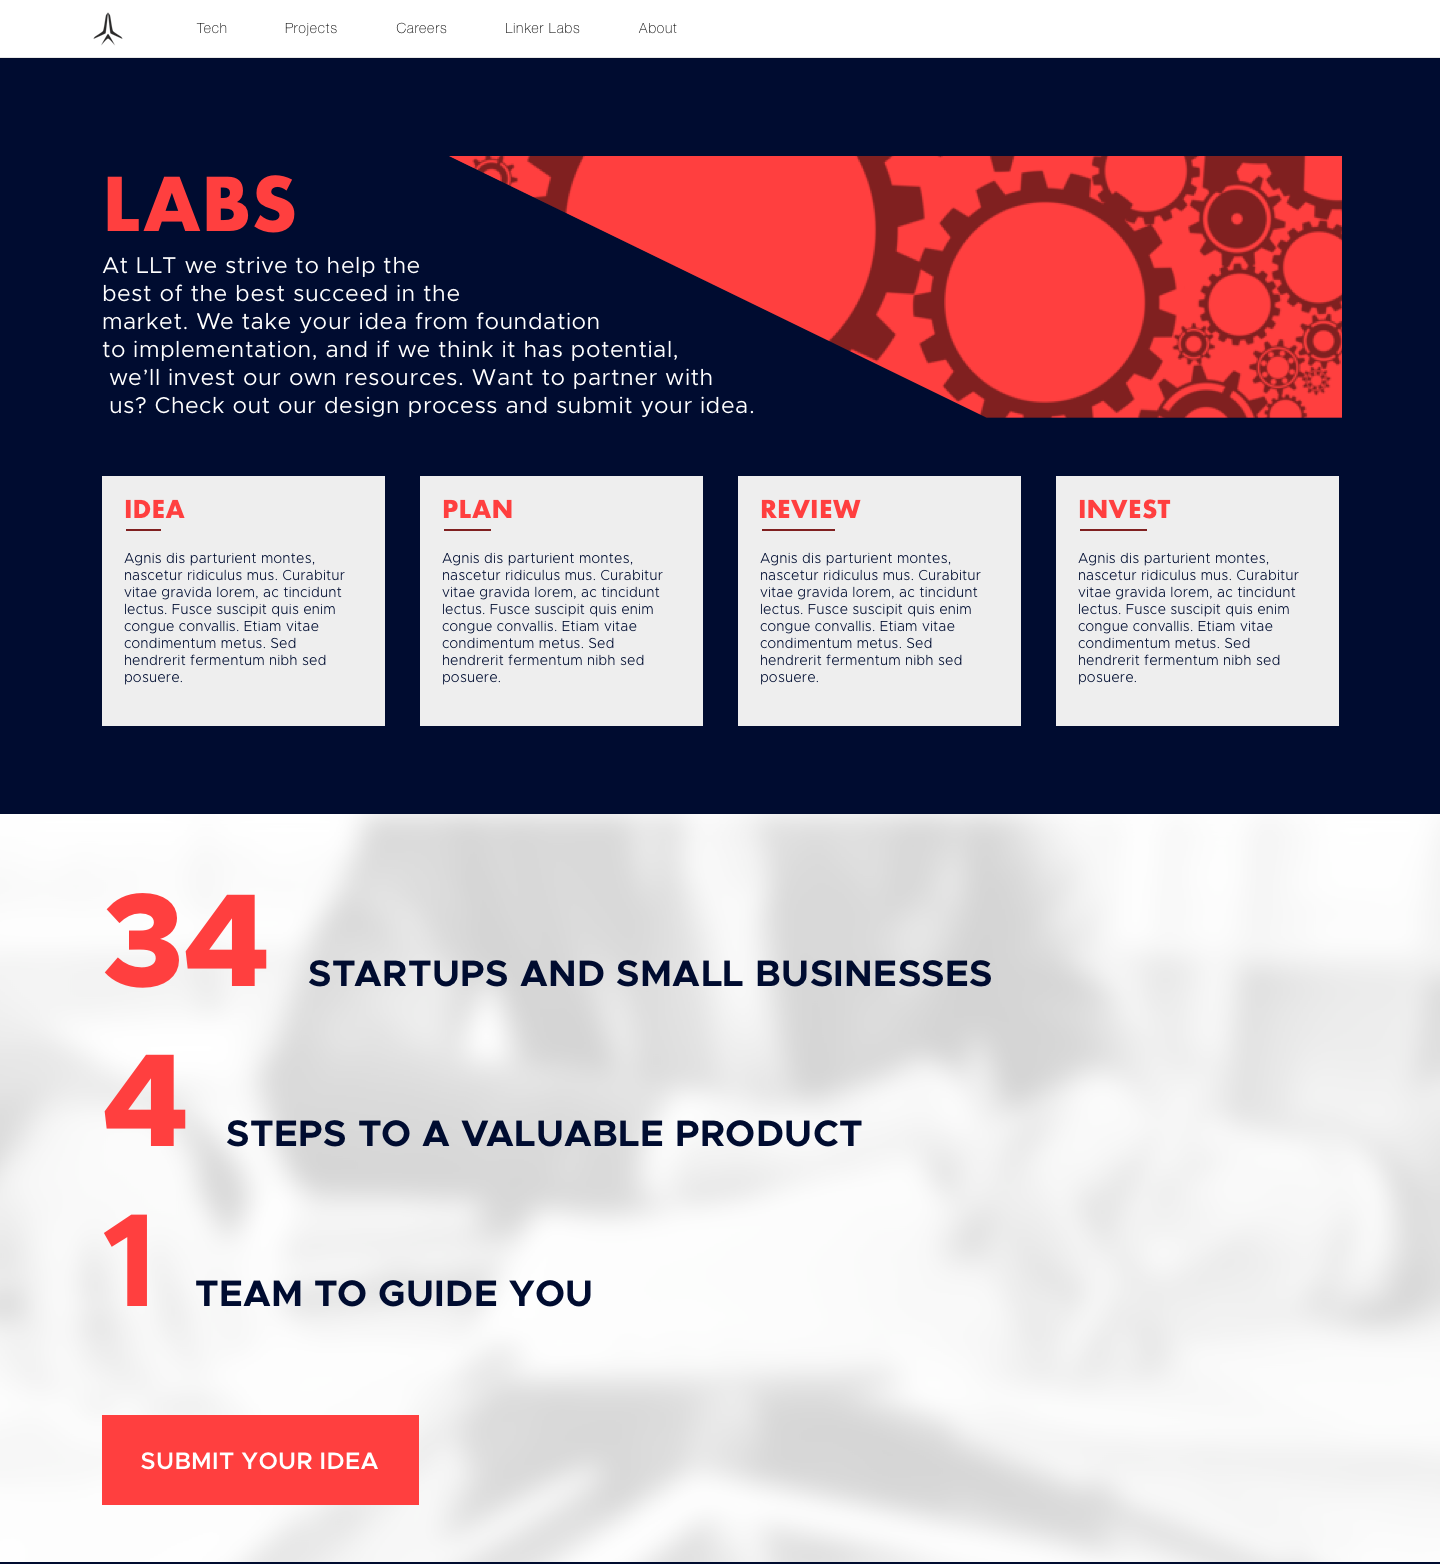 Tech Projects Careers Linker Labs About
LABS
At LLT we strive to help the
best of the best succeed in the
market. We take your idea from foundation
to implementation, and if we think it has potential,
we’ll invest our own resources. Want to partner with
us? Check out our design process and submit your idea.
IDEA
Agnis dis parturient montes,
nascetur ridiculus mus. Curabitur
vitae gravida lorem, ac tincidunt
lectus. Fusce suscipit quis enim
congue convallis. Etiam vitae
condimentum metus. Sed
hendrerit fermentum nibh sed
posuere.
PLAN
Agnis dis parturient montes,
nascetur ridiculus mus. Curabitur
vitae gravida lorem, ac tincidunt
lectus. Fusce suscipit quis enim
congue convallis. Etiam vitae
condimentum metus. Sed
hendrerit fermentum nibh sed
posuere.
REVIEW
Agnis dis parturient montes,
nascetur ridiculus mus. Curabitur
vitae gravida lorem, ac tincidunt
lectus. Fusce suscipit quis enim
congue convallis. Etiam vitae
condimentum metus. Sed
hendrerit fermentum nibh sed
posuere.
INVEST
Agnis dis parturient montes,
nascetur ridiculus mus. Curabitur
vitae gravida lorem, ac tincidunt
lectus. Fusce suscipit quis enim
congue convallis. Etiam vitae
condimentum metus. Sed
hendrerit fermentum nibh sed
posuere.
34 STARTUPS AND SMALL BUSINESSES
4 STEPS TO A VALUABLE PRODUCT
1 TEAM TO GUIDE YOU
SUBMIT YOUR IDEA